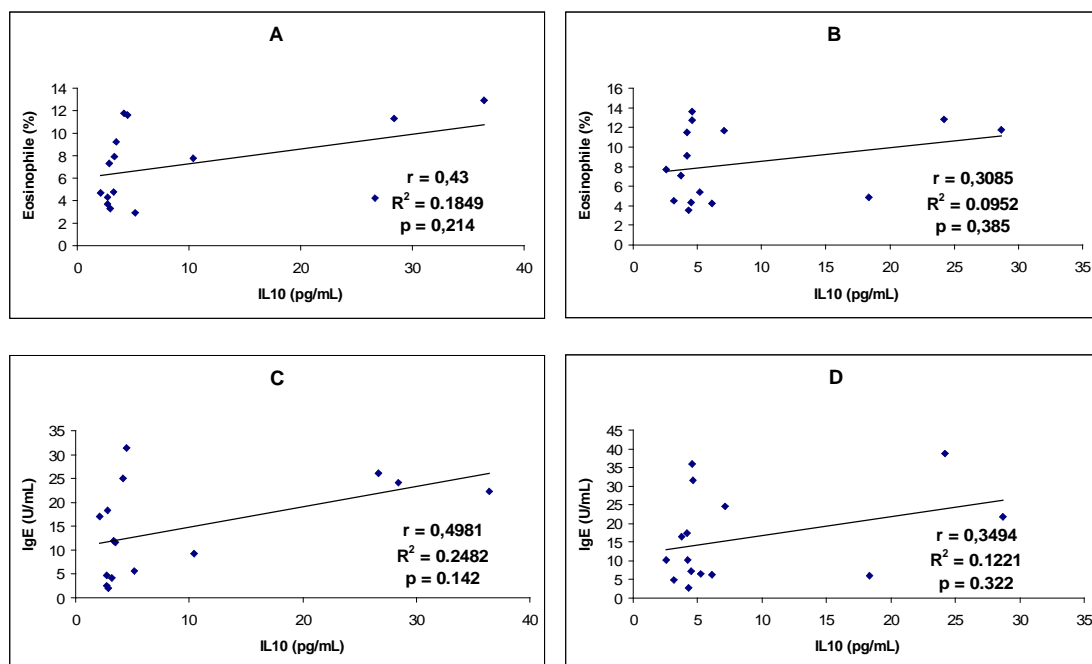 A
Eosinophile (%)
14
12
10
8
6
4
2
0
0 10 20 30 40
IL10 (pg/mL)
r = 0,43
R² = 0.1849
p = 0,214
B
Eosinophile (%)
16
14
12
10
8
6
4
2
0
0 5 10 15 20 25 30 35
IL10 (pg/mL)
r = 0,3085
R² = 0.0952
p = 0,385
C
IgE (U/mL)
35
30
25
20
15
10
5
0
0 10 20 30 40
IL10 (pg/mL)
r = 0,4981
R² = 0.2482
p = 0.142
D
IgE (U/mL)
45
40
35
30
25
20
15
10
5
0
0 5 10 15 20 25 30 35
IL10 (pg/mL)
r = 0,3494
R² = 0.1221
p = 0.322